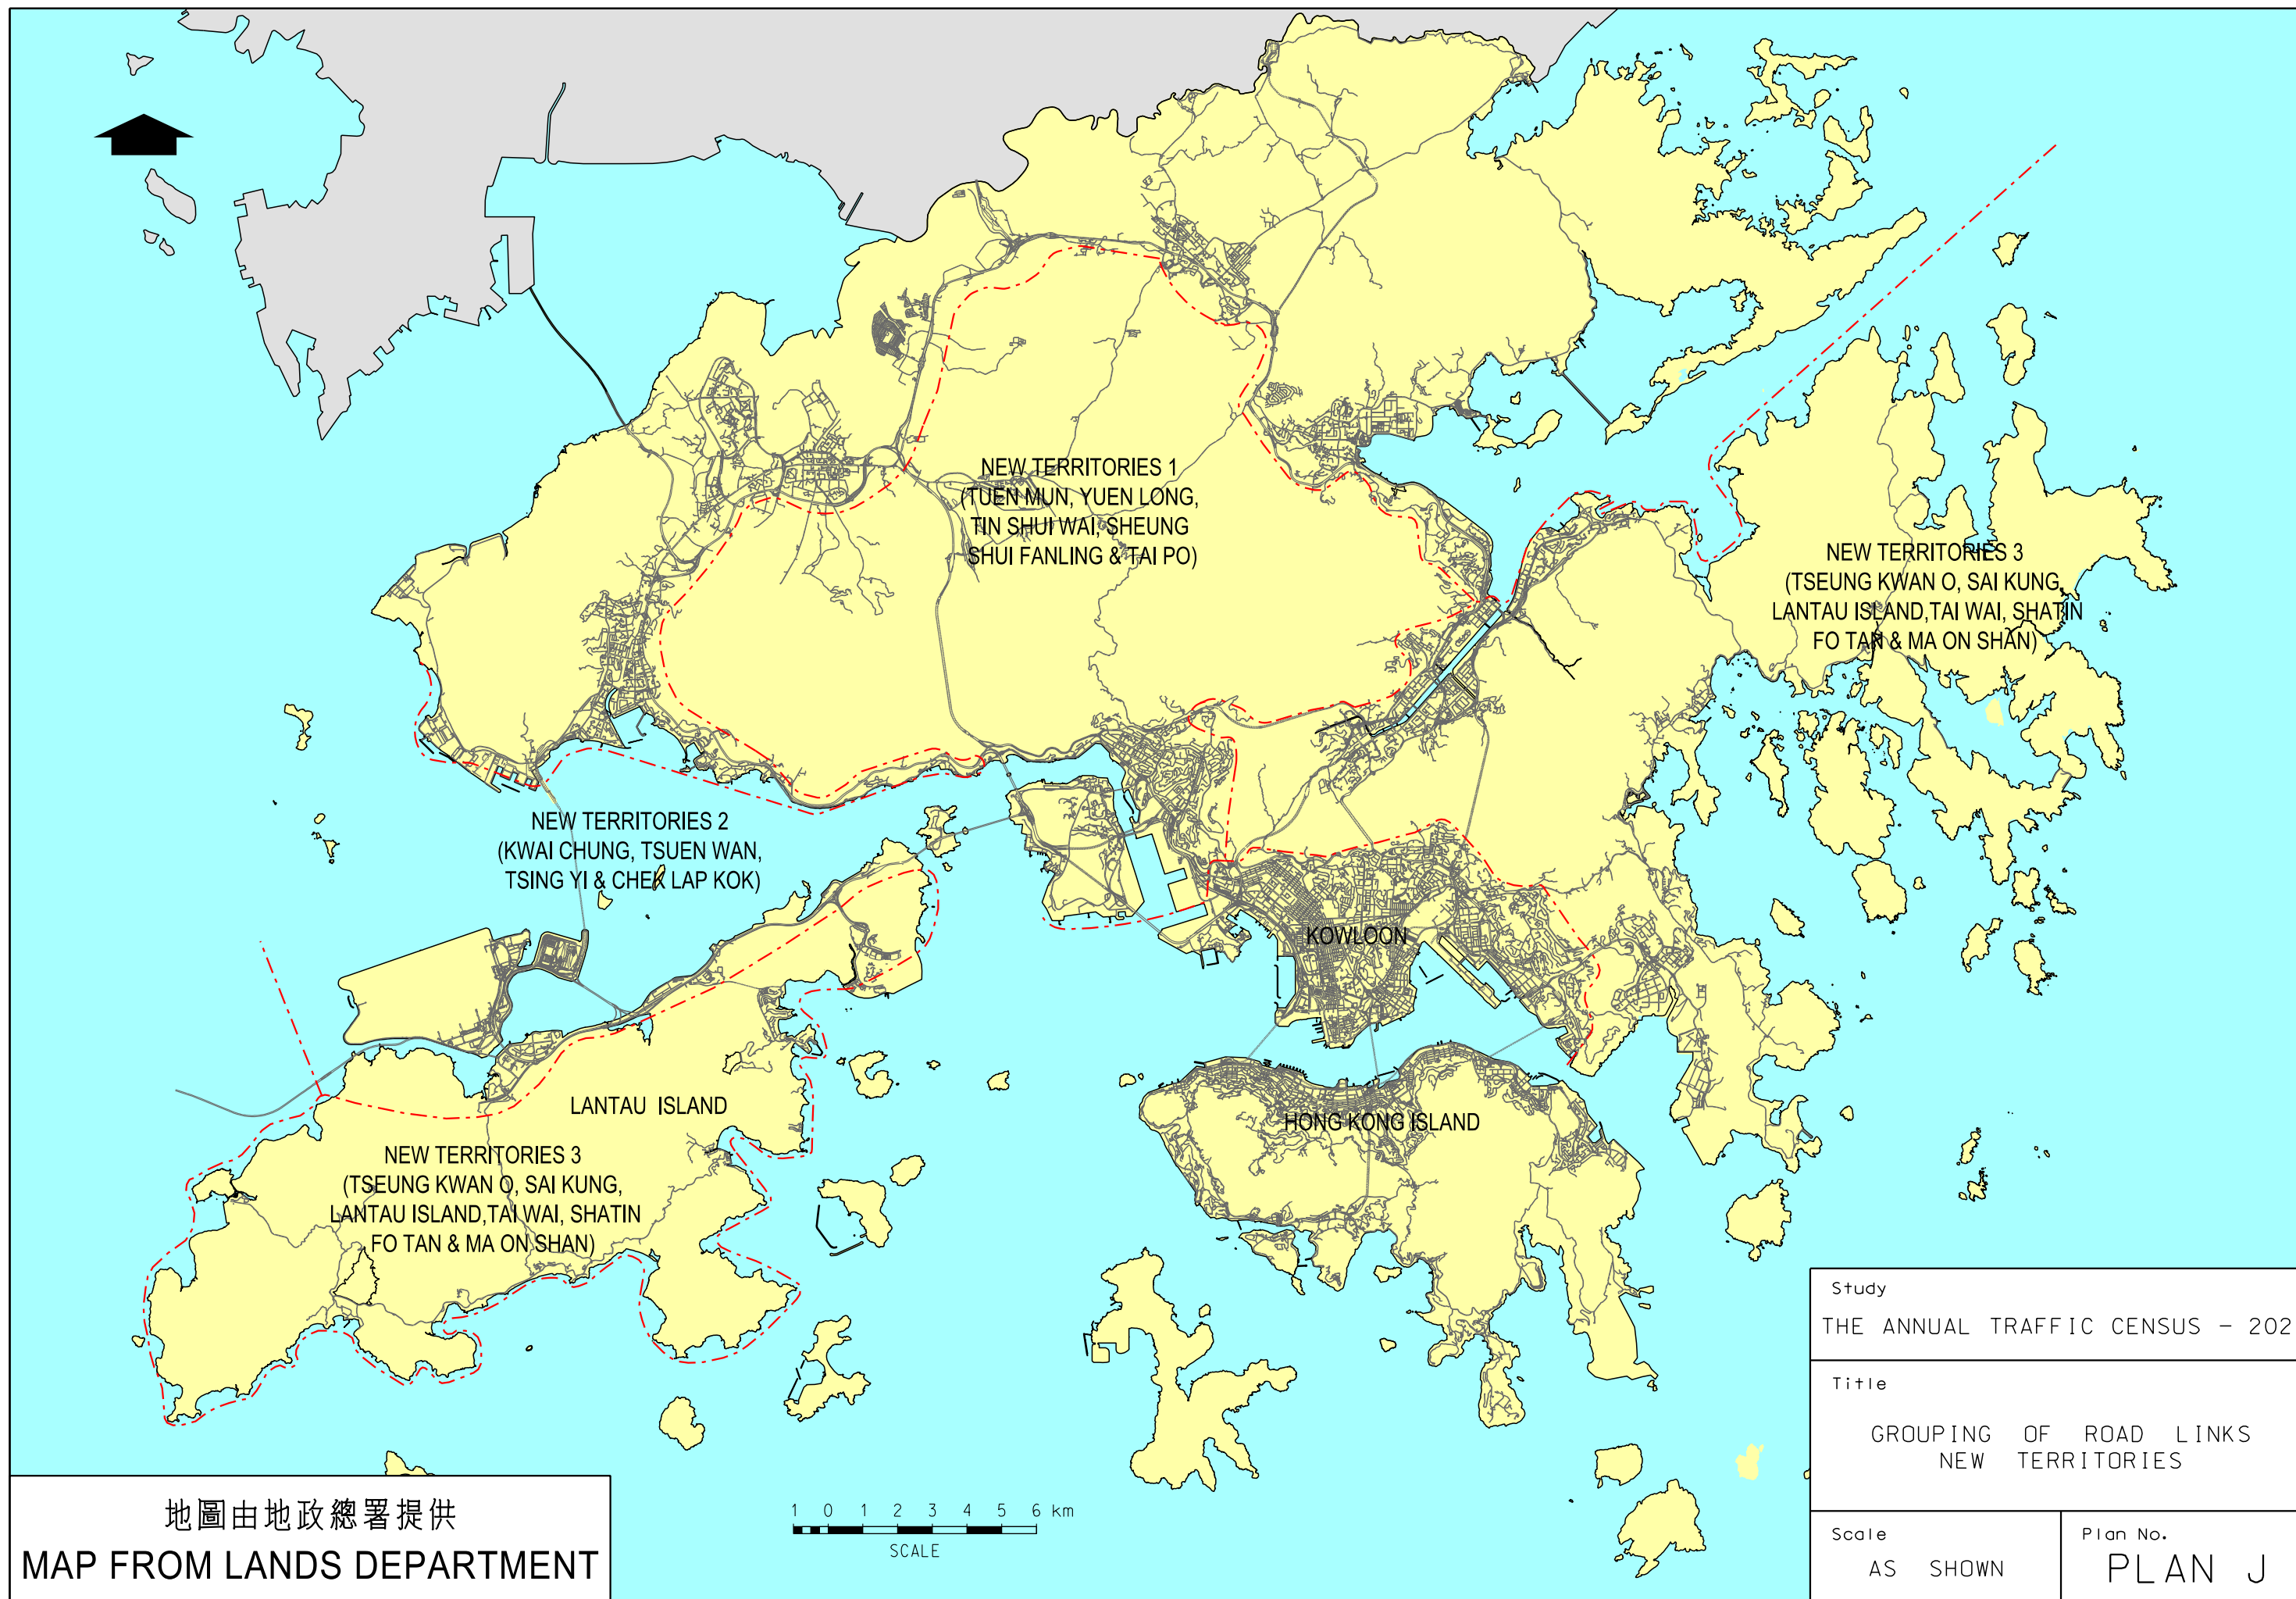 NEW TERRITORIES 1
(TUEN MUN, YUEN LONG,
TIN SHUI WAI, SHEUNG
SHUI FANLING & TAI PO)
NEW TERRITORIES 3
(TSEUNG KWAN O, SAI KUNG,
LANTAU ISLAND,TAI WAI, SHATIN
FO TAN & MA ON SHAN)
NEW TERRITORIES 2
(KWAI CHUNG, TSUEN WAN,
TSING YI & CHEK LAP KOK)
KOWLOON
LANTAU ISLAND
HONG KONG ISLAND
NEW TERRITORIES 3
(TSEUNG KWAN O, SAI KUNG,
LANTAU ISLAND,TAI WAI, SHATIN
FO TAN & MA ON SHAN)
Study
THE ANNUAL TRAFFIC CENSUS - 202
Title
GROUPING OF ROAD LINKS
NEW TERRITORIES
Scale
AS SHOWN
Plan No.
PLAN J
地圖由地政總署提供
MAP FROM LANDS DEPARTMENT
1 0 1 2 3 4 5 6 km
SCALE